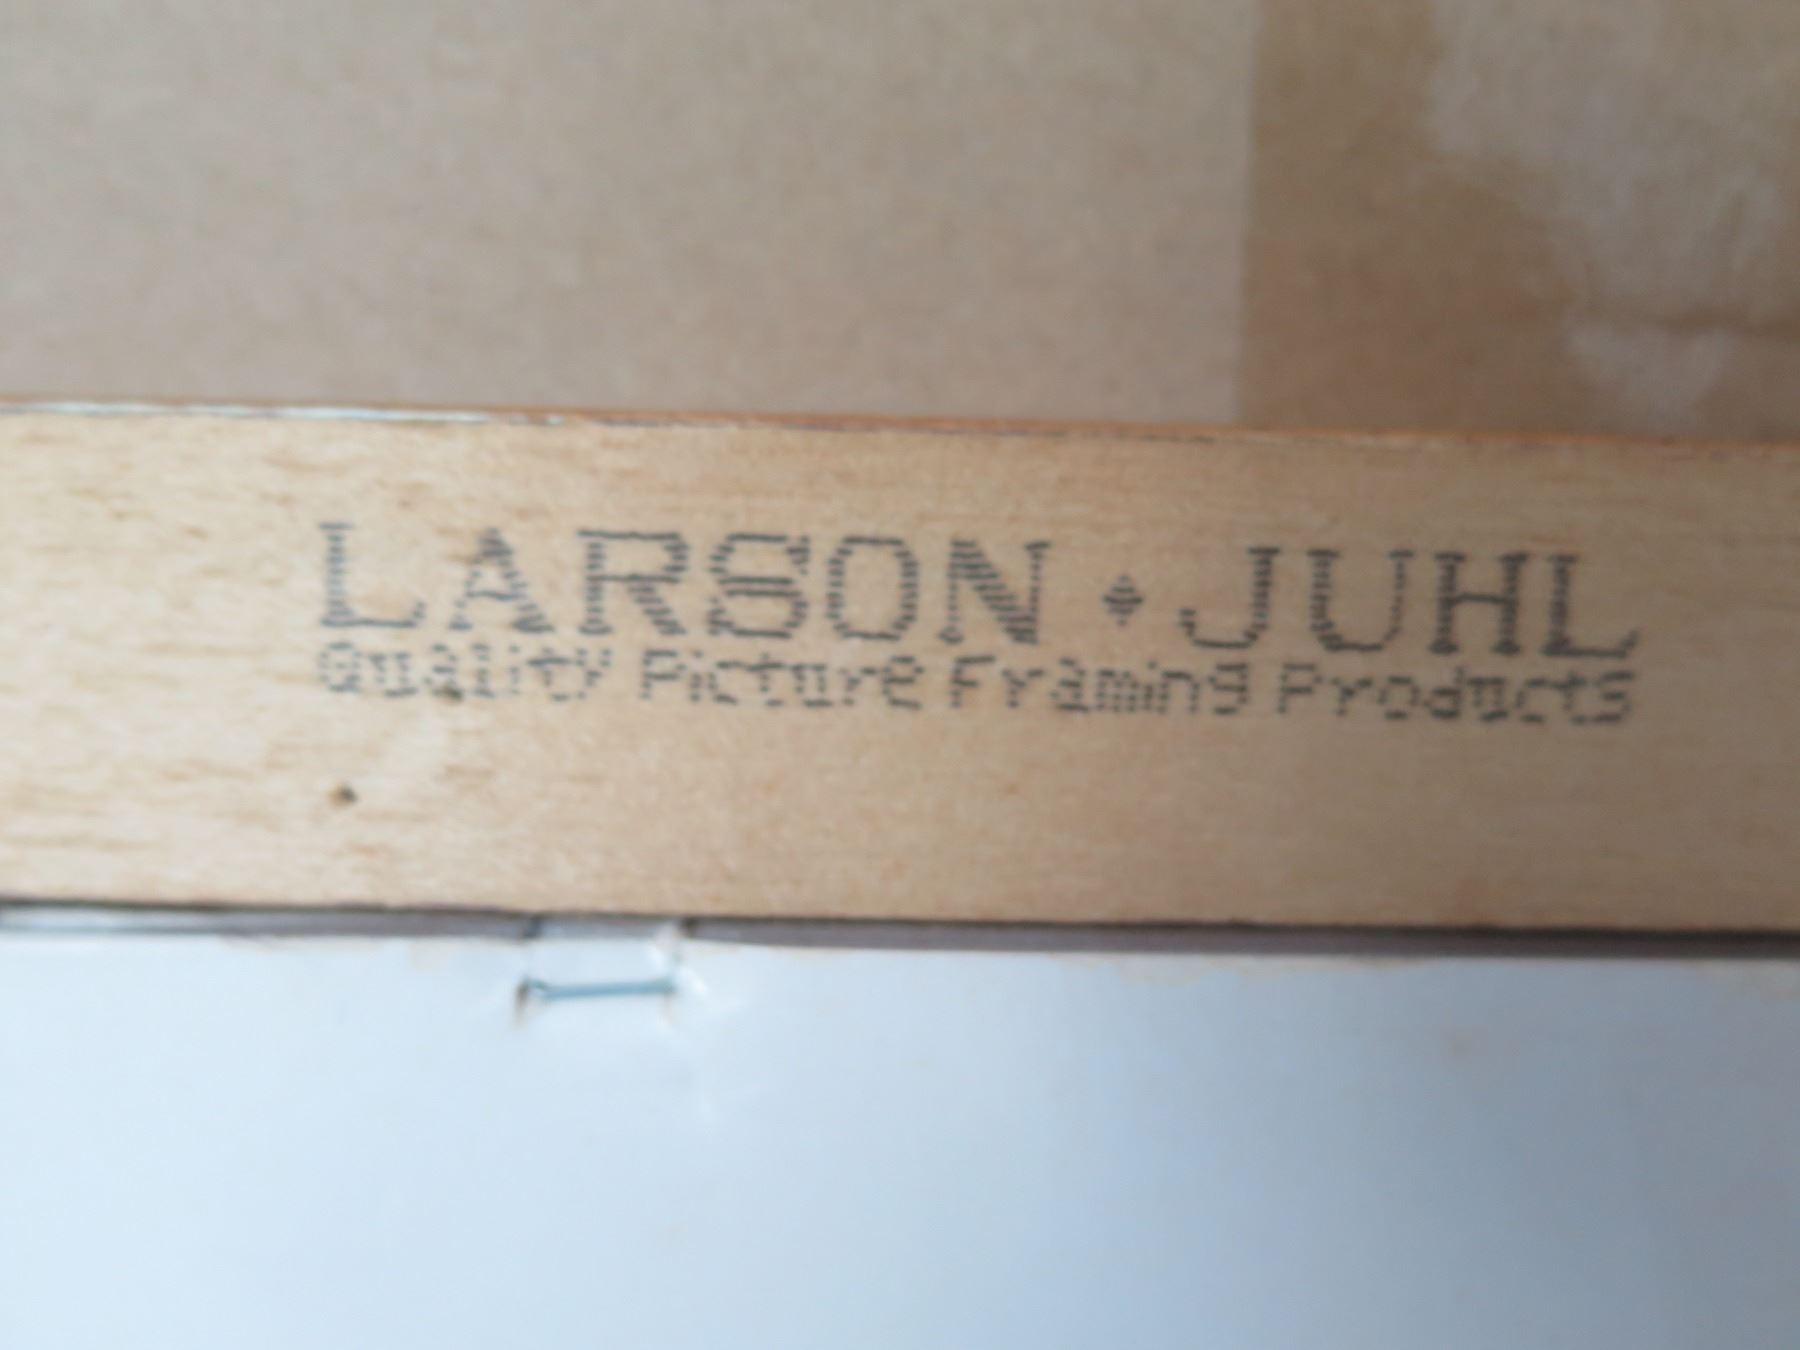 LARSON ⬥ JUHL
Quality Picture Framing Products